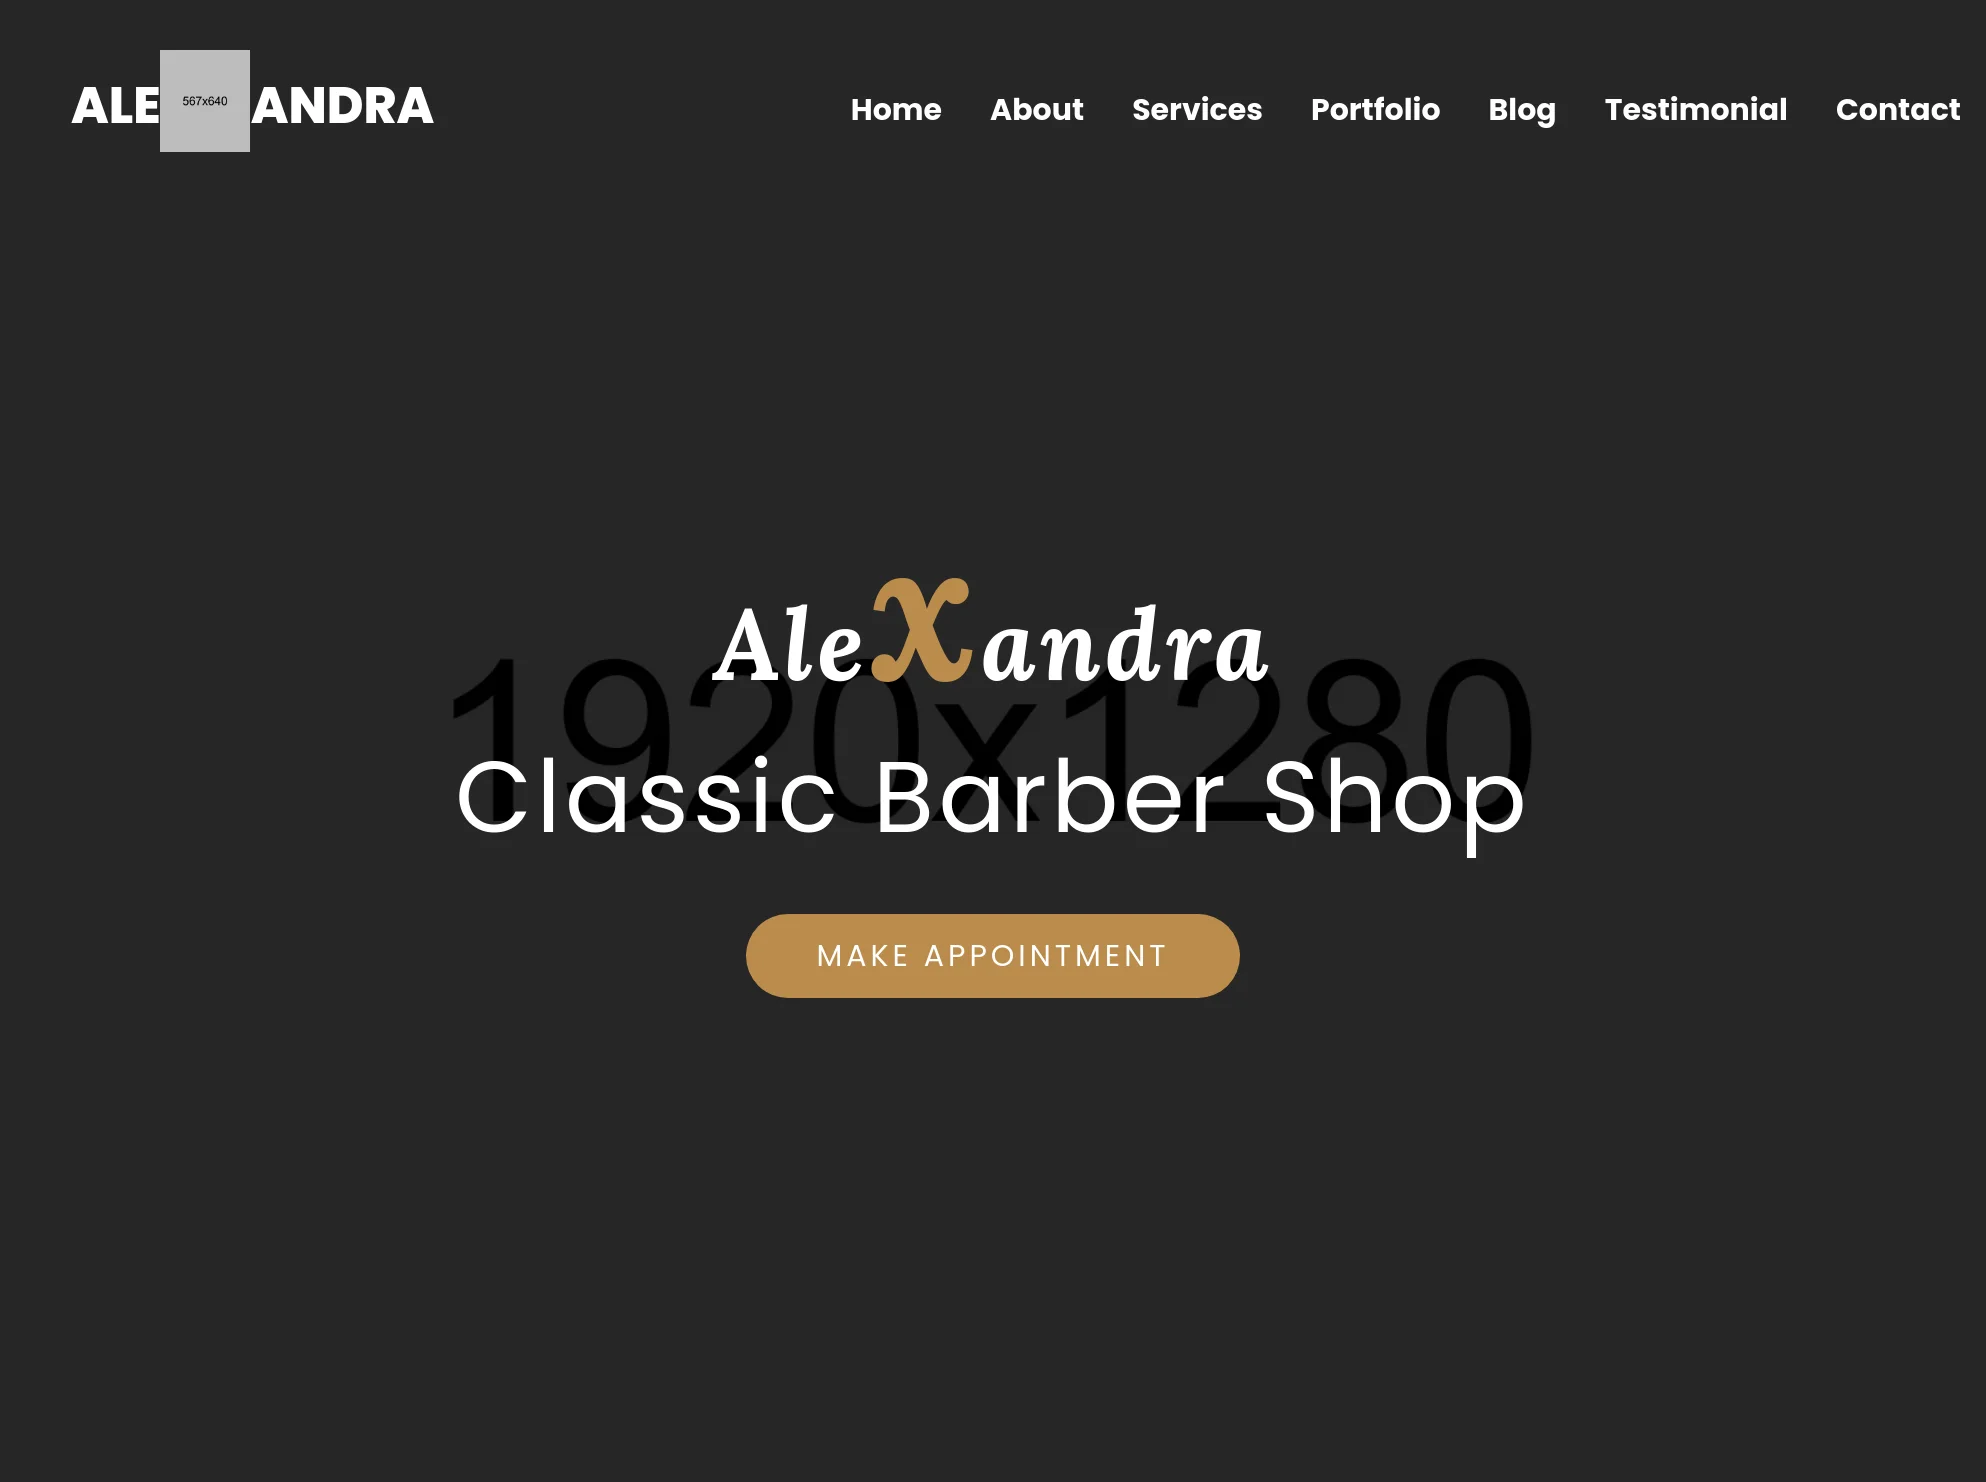 ALE 567x640 ANDRA
Home About Services Portfolio Blog Testimonial Contact
AleXandra
1920x1280
Classic Barber Shop
MAKE APPOINTMENT